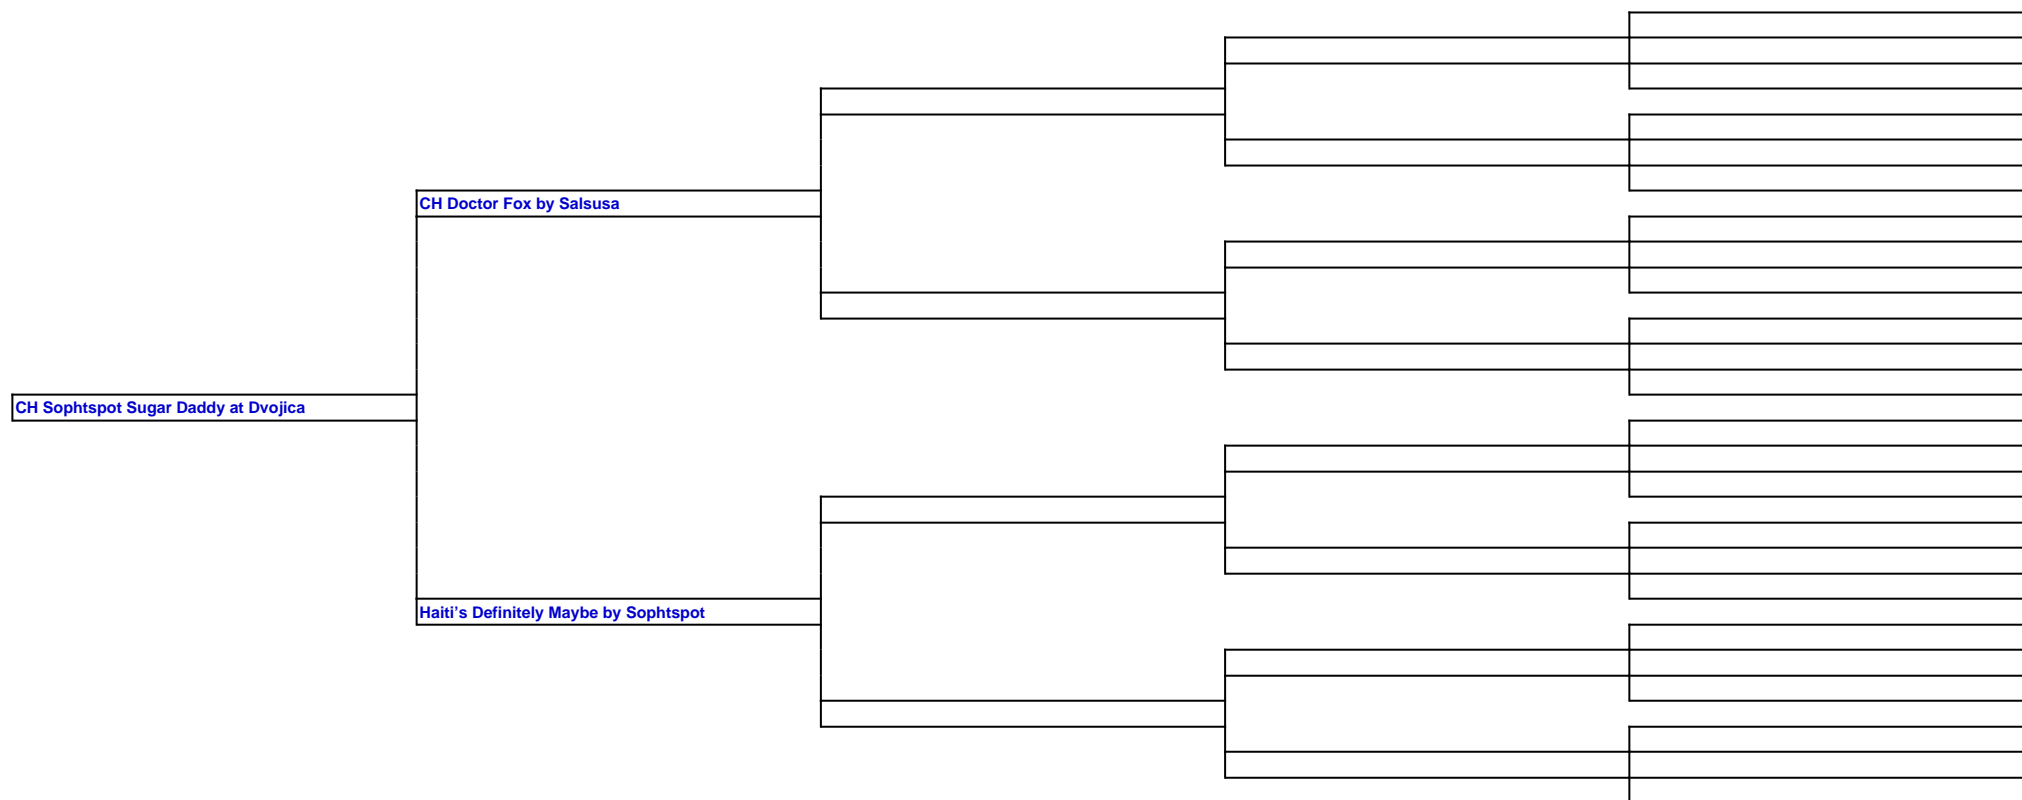 CH Doctor Fox by Salsusa
CH Sophtspot Sugar Daddy at Dvojica
Haiti’s Definitely Maybe by Sophtspot